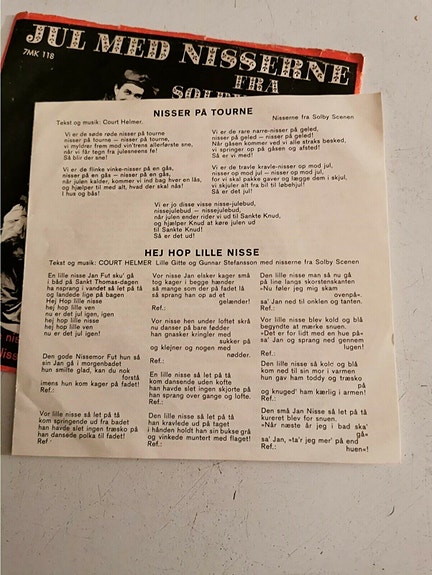 JUL MED NISSERNE
7MK 118
FRA
NISSER PÅ TOURNE
Tekst og musik: Court Helmer.
Nisserne fra Solby Scenen
Vi er de søde røde nisser på tourne
nisser på tourne — nisser på tourne,
vi myldrer frem mod vin'trens allerførste sne,
når vi får tegn fra julesneens fe!
Så blir der sne!
Vi er de flinke vinke-nisser på en gås,
nisser på en gås — nisser på en gås,
når julen kalder, kommer vi ind bag hver en lås,
og hjælper til med alt, hvad der skal nås!
I hus og bås!
Vi er de rare narre-nisser på geled,
nisser på geled — nisser på geled!
Når gåsen kommer ved vi alle straks besked,
vi springer op på gåsen og afsted!
Så er vi med!
Vi er de travle kravle-nisser op mod jul,
nisser op mod jul — nisser op mod jul,
for vi skal pakke gaver og lægge dem i skjul,
vi skjuler alt fra bil til løbehjul!
Så er det jul!
Vi er jo disse visse nisse-julebud,
nissejulebud — nissejulebud,
når julen ender rider vi ud til Sankte Knud,
og hjælper Knud at køre julen ud
til Sankte Knud!
Så er det ud!
HEJ HOP LILLE NISSE
Tekst og musik: COURT HELMER Lille Gitte og Gunnar Stefansson med nisserne fra Solby Scenen
En lille nisse Jan Fut sku' gå
i båd på Sankt Thomas-dagen
ha nsprang i vandet så let på tå
og landede lige på bagen
Hej Hop lille nisse
hej hop lille ven
nu er det jul igen, igen
hej hop lille nisse
hej hop lille ven
nu er det jul igen!
Den gode Nissemor Fut hun så
sin Jan gå i morgenbadet
hun smilte glad, kan du nok
forstå
imens hun kom kager på fadet!
Ref.:
Vor lille nisse så let på tå
kom springende ud fra badet
han havde slet ingen træsko på
han dansede polka til fadet!
Ref.:
Vor nisse Jan elsker kager små
tog kager i begge hænder
så mange som der på fadet lå
så sprang han op ad et
gelænder!
Ref.:
Vor nisse hen under loftet skrå
nu danser på bare fødder
han gnasker kringler med
sukker på
og klejner og nogen med
nødder.
Ref.:
En lille nisse så let på tå
kom dansende uden kofte
han havde slet ingen skjorte på
han sprang over gange og lofte.
Ref.:
Den lille nisse så let på tå
han kravlede ud på taget
i hånden holdt han sin bukse grå
og vinkede muntert med flaget!
Ref.:
Den lille nisse man så nu gå
på line langs skorstenskanten
»Nu føler jeg mig skam
ovenpå«
sa' Jan ned til onklen og tanten.
Ref.:
Vor lille nisse blev kold og blå
begyndte at mærke snuen.
»Det er for lidt med en hue på«
sa' Jan og sprang ned gennem
lugen!
Ref.:
Den lille nisse så kold og blå
kom ned til sin mor i varmen
hun gav ham toddy og træsko
på
og knuged' ham kærlig i armen!
Ref.:
Den små Jan Nisse så let på tå
kureret blev for snuen.
»Når næste år jeg i bad ska'
gå«
sa' Jan, »ta'r jeg mer' på end
huen«!
Ref.: